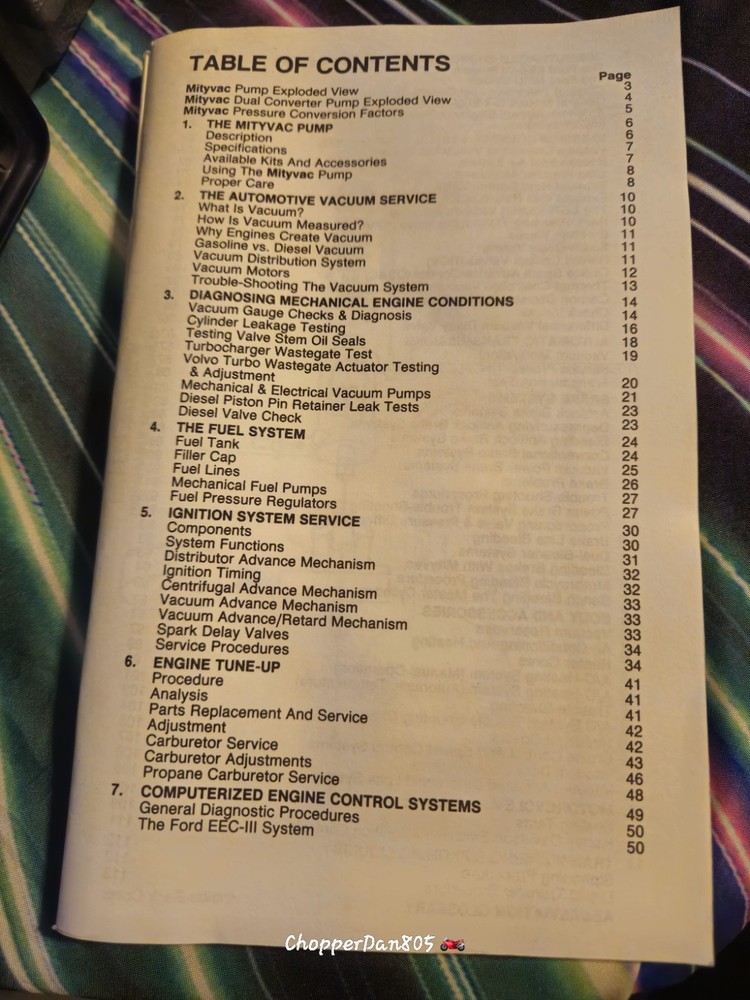 TABLE OF CONTENTS
Page
Mityvac Pump Exploded View 3
Mityvac Dual Converter Pump Exploded View 4
Mityvac Pressure Conversion Factors 5
1. THE MITYVAC PUMP 6
Description 6
Specifications 7
Available Kits And Accessories 7
Using The Mityvac Pump 8
Proper Care 8
2. THE AUTOMOTIVE VACUUM SERVICE 10
What Is Vacuum? 10
How Is Vacuum Measured? 10
Why Engines Create Vacuum 11
Gasoline vs. Diesel Vacuum 11
Vacuum Distribution System 11
Vacuum Motors 12
Trouble-Shooting The Vacuum System 13
3. DIAGNOSING MECHANICAL ENGINE CONDITIONS 14
Vacuum Gauge Checks & Diagnosis 14
Cylinder Leakage Testing 16
Testing Valve Stem Oil Seals 18
Turbocharger Wastegate Test 19
Volvo Turbo Wastegate Actuator Testing
& Adjustment 20
Mechanical & Electrical Vacuum Pumps 21
Diesel Piston Pin Retainer Leak Tests 23
Diesel Valve Check 23
4. THE FUEL SYSTEM 24
Fuel Tank 24
Filler Cap 25
Fuel Lines 26
Mechanical Fuel Pumps 27
Fuel Pressure Regulators 27
5. IGNITION SYSTEM SERVICE 30
Components 30
System Functions 31
Distributor Advance Mechanism 32
Ignition Timing 32
Centrifugal Advance Mechanism 33
Vacuum Advance Mechanism 33
Vacuum Advance/Retard Mechanism 33
Spark Delay Valves 34
Service Procedures 34
6. ENGINE TUNE-UP 41
Procedure 41
Analysis 41
Parts Replacement And Service 42
Adjustment 42
Carburetor Service 43
Carburetor Adjustments 46
Propane Carburetor Service 48
7. COMPUTERIZED ENGINE CONTROL SYSTEMS 49
General Diagnostic Procedures 50
The Ford EEC-III System 50
ChopperDan805